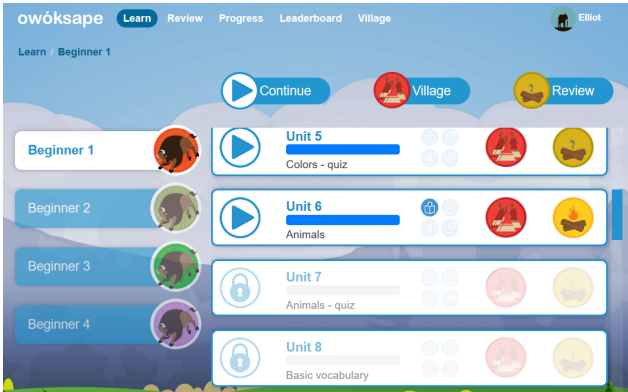 owóksape Learn Review Progress Leaderboard Village Elliot
Learn / Beginner 1
Continue Village Review
Beginner 1
Beginner 2
Beginner 3
Beginner 4
Unit 5
Colors - quiz
Unit 6
Animals
Unit 7
Animals - quiz
Unit 8
Basic vocabulary